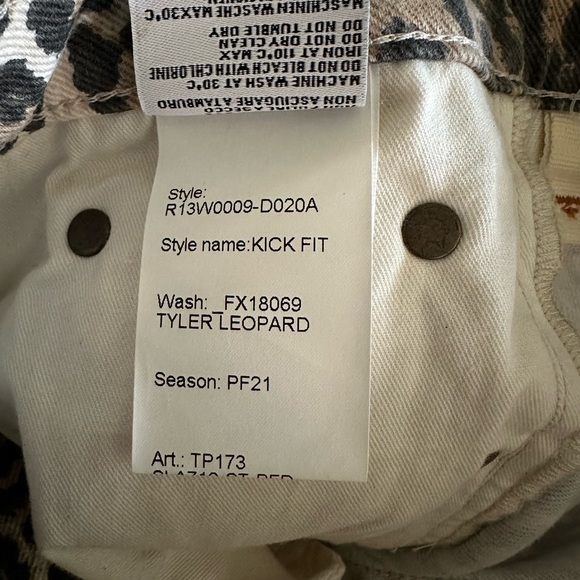 MASCHINENWÄSCHE MAX30°C
DO NOT TUMBLE DRY
DO NOT DRY CLEAN
IRON AT 110°C MAX
DO NOT BLEACH WITH CHLORINE
MACHINE WASH AT 30°C
NON ASCIUGARE A TAMBURO
Style:
R13W0009-D020A
Style name:KICK FIT
Wash: _FX18069
TYLER LEOPARD
Season: PF21
Art.: TP173